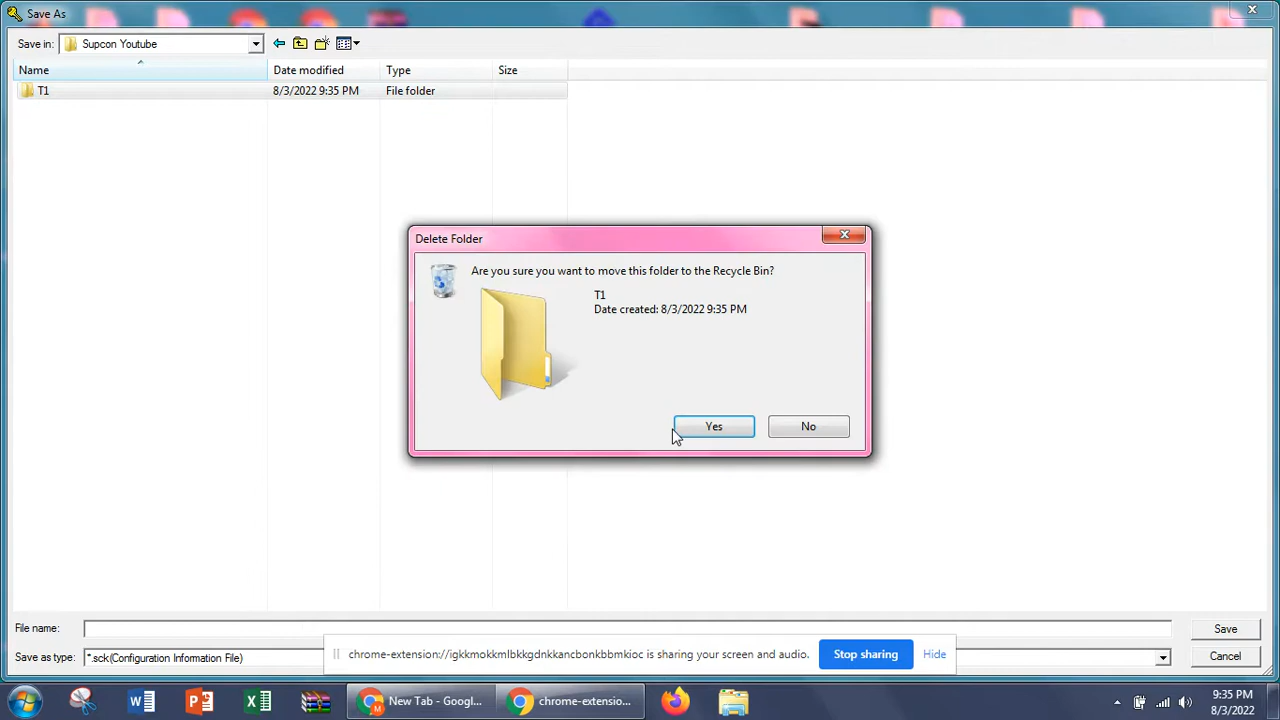 Save As
Save in: Supcon Youtube
Name Date modified Type Size
T1 8/3/2022 9:35 PM File folder
Delete Folder
Are you sure you want to move this folder to the Recycle Bin?
T1
Date created: 8/3/2022 9:35 PM
Yes No
File name: Save
Save as type: *.sck(Configuration Information File) Cancel
chrome-extension://igkkmokkmlbkkgdnkkancbonkbbmkioc is sharing your screen and audio. Stop sharing Hide
New Tab - Googl... chrome-extensio...
9:35 PM
8/3/2022